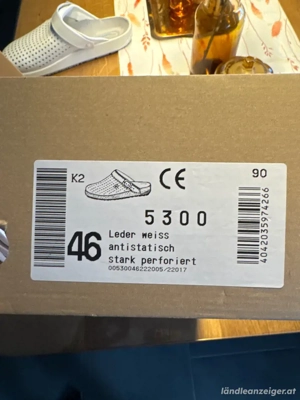 K2
CE
90
5300
46
Leder weiss
antistatisch
stark perforiert
00530046222005/22017
4042035974266
ländleanzeiger.at